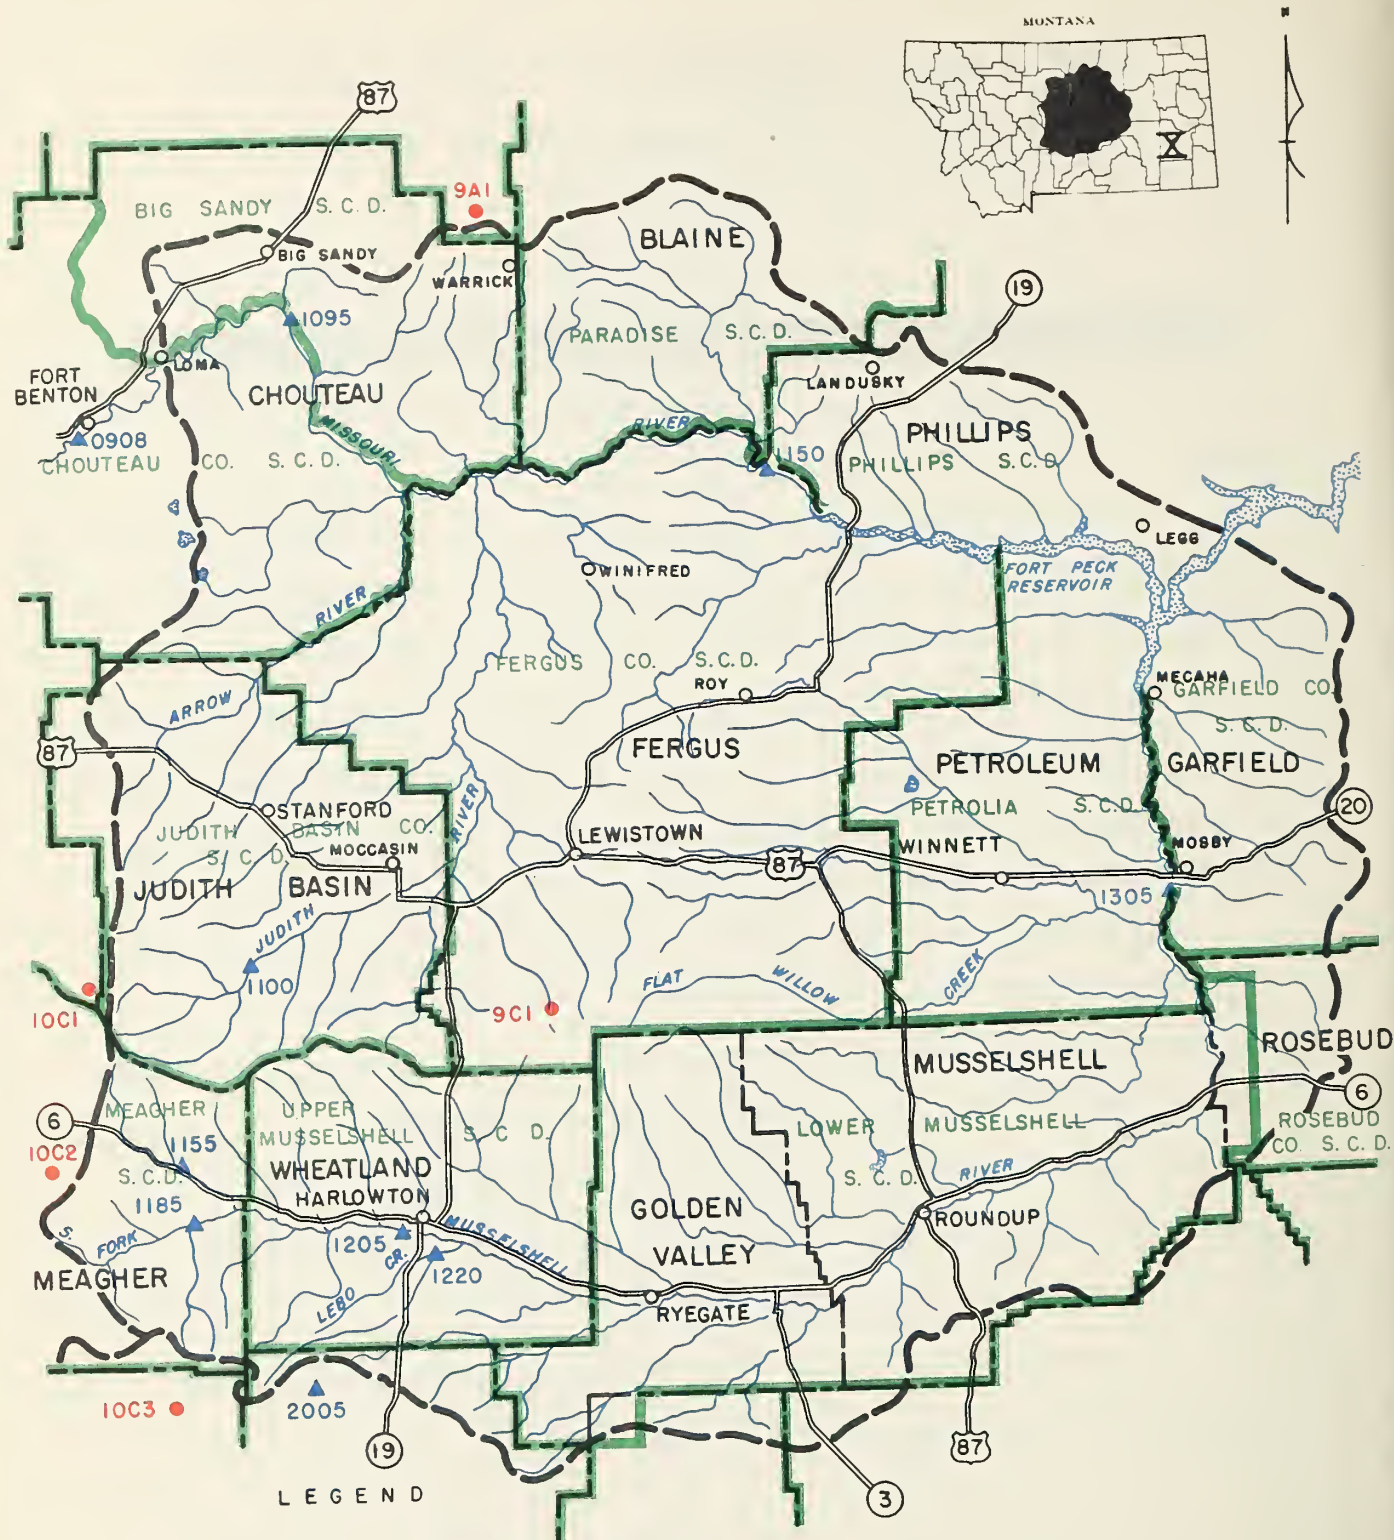 MONTANA
N
X
87
9A1
BIG SANDY S. C. D.
BLAINE
BIG SANDY
WARRICK
19
1095
PARADISE S. C. D.
LOMA
LANDUSKY
FORT
BENTON
CHOUTEAU
MISSOURI
RIVER
PHILLIPS
0908
CHOUTEAU CO. S. C. D.
1150
PHILLIPS S. C. D
LEGG
WINIFRED
FORT PECK
RESERVOIR
RIVER
FERGUS CO. S. C. D.
ROY
MECAHA
GARFIELD CO.
S. C. D.
ARROW
87
FERGUS
PETROLEUM
GARFIELD
RIVER
STANFORD
PETROLIA S. C. D.
20
JUDITH BASIN CO.
S. C. D.
MOCCASIN
LEWISTOWN
WINNETT
MOSBY
87
JUDITH BASIN
1305
JUDITH
1100
FLAT WILLOW CREEK
10C1
9C1
ROSEBUD
MUSSELSHELL
6
MEAGHER
S. C. D.
UPPER
MUSSELSHELL S. C. D.
LOWER MUSSELSHELL
S. C. D.
6
ROSEBUD
CO. S. C. D.
10C2
1155
WHEATLAND
HARLOWTON
RIVER
1185
GOLDEN
VALLEY
ROUNDUP
S. FORK
1205
MUSSELSHELL
MEAGHER
LEBO CR.
1220
RYEGATE
10C3
2005
19
87
3
LEGEND